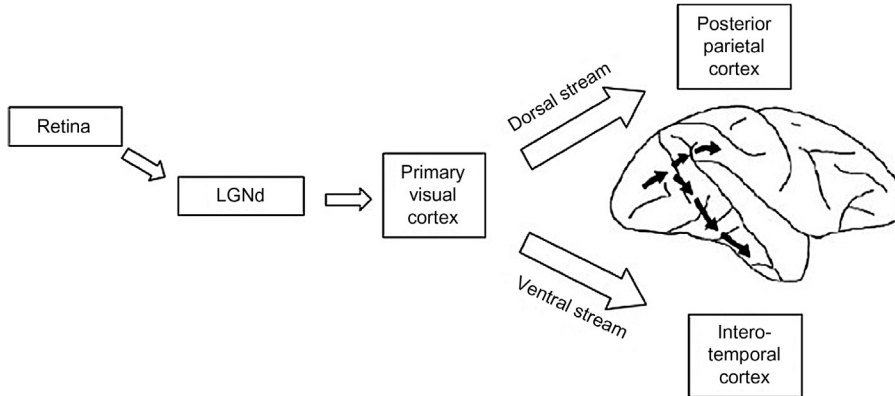 Retina
LGNd
Primary
visual
cortex
Dorsal stream
Posterior
parietal
cortex
Ventral stream
Intero-
temporal
cortex